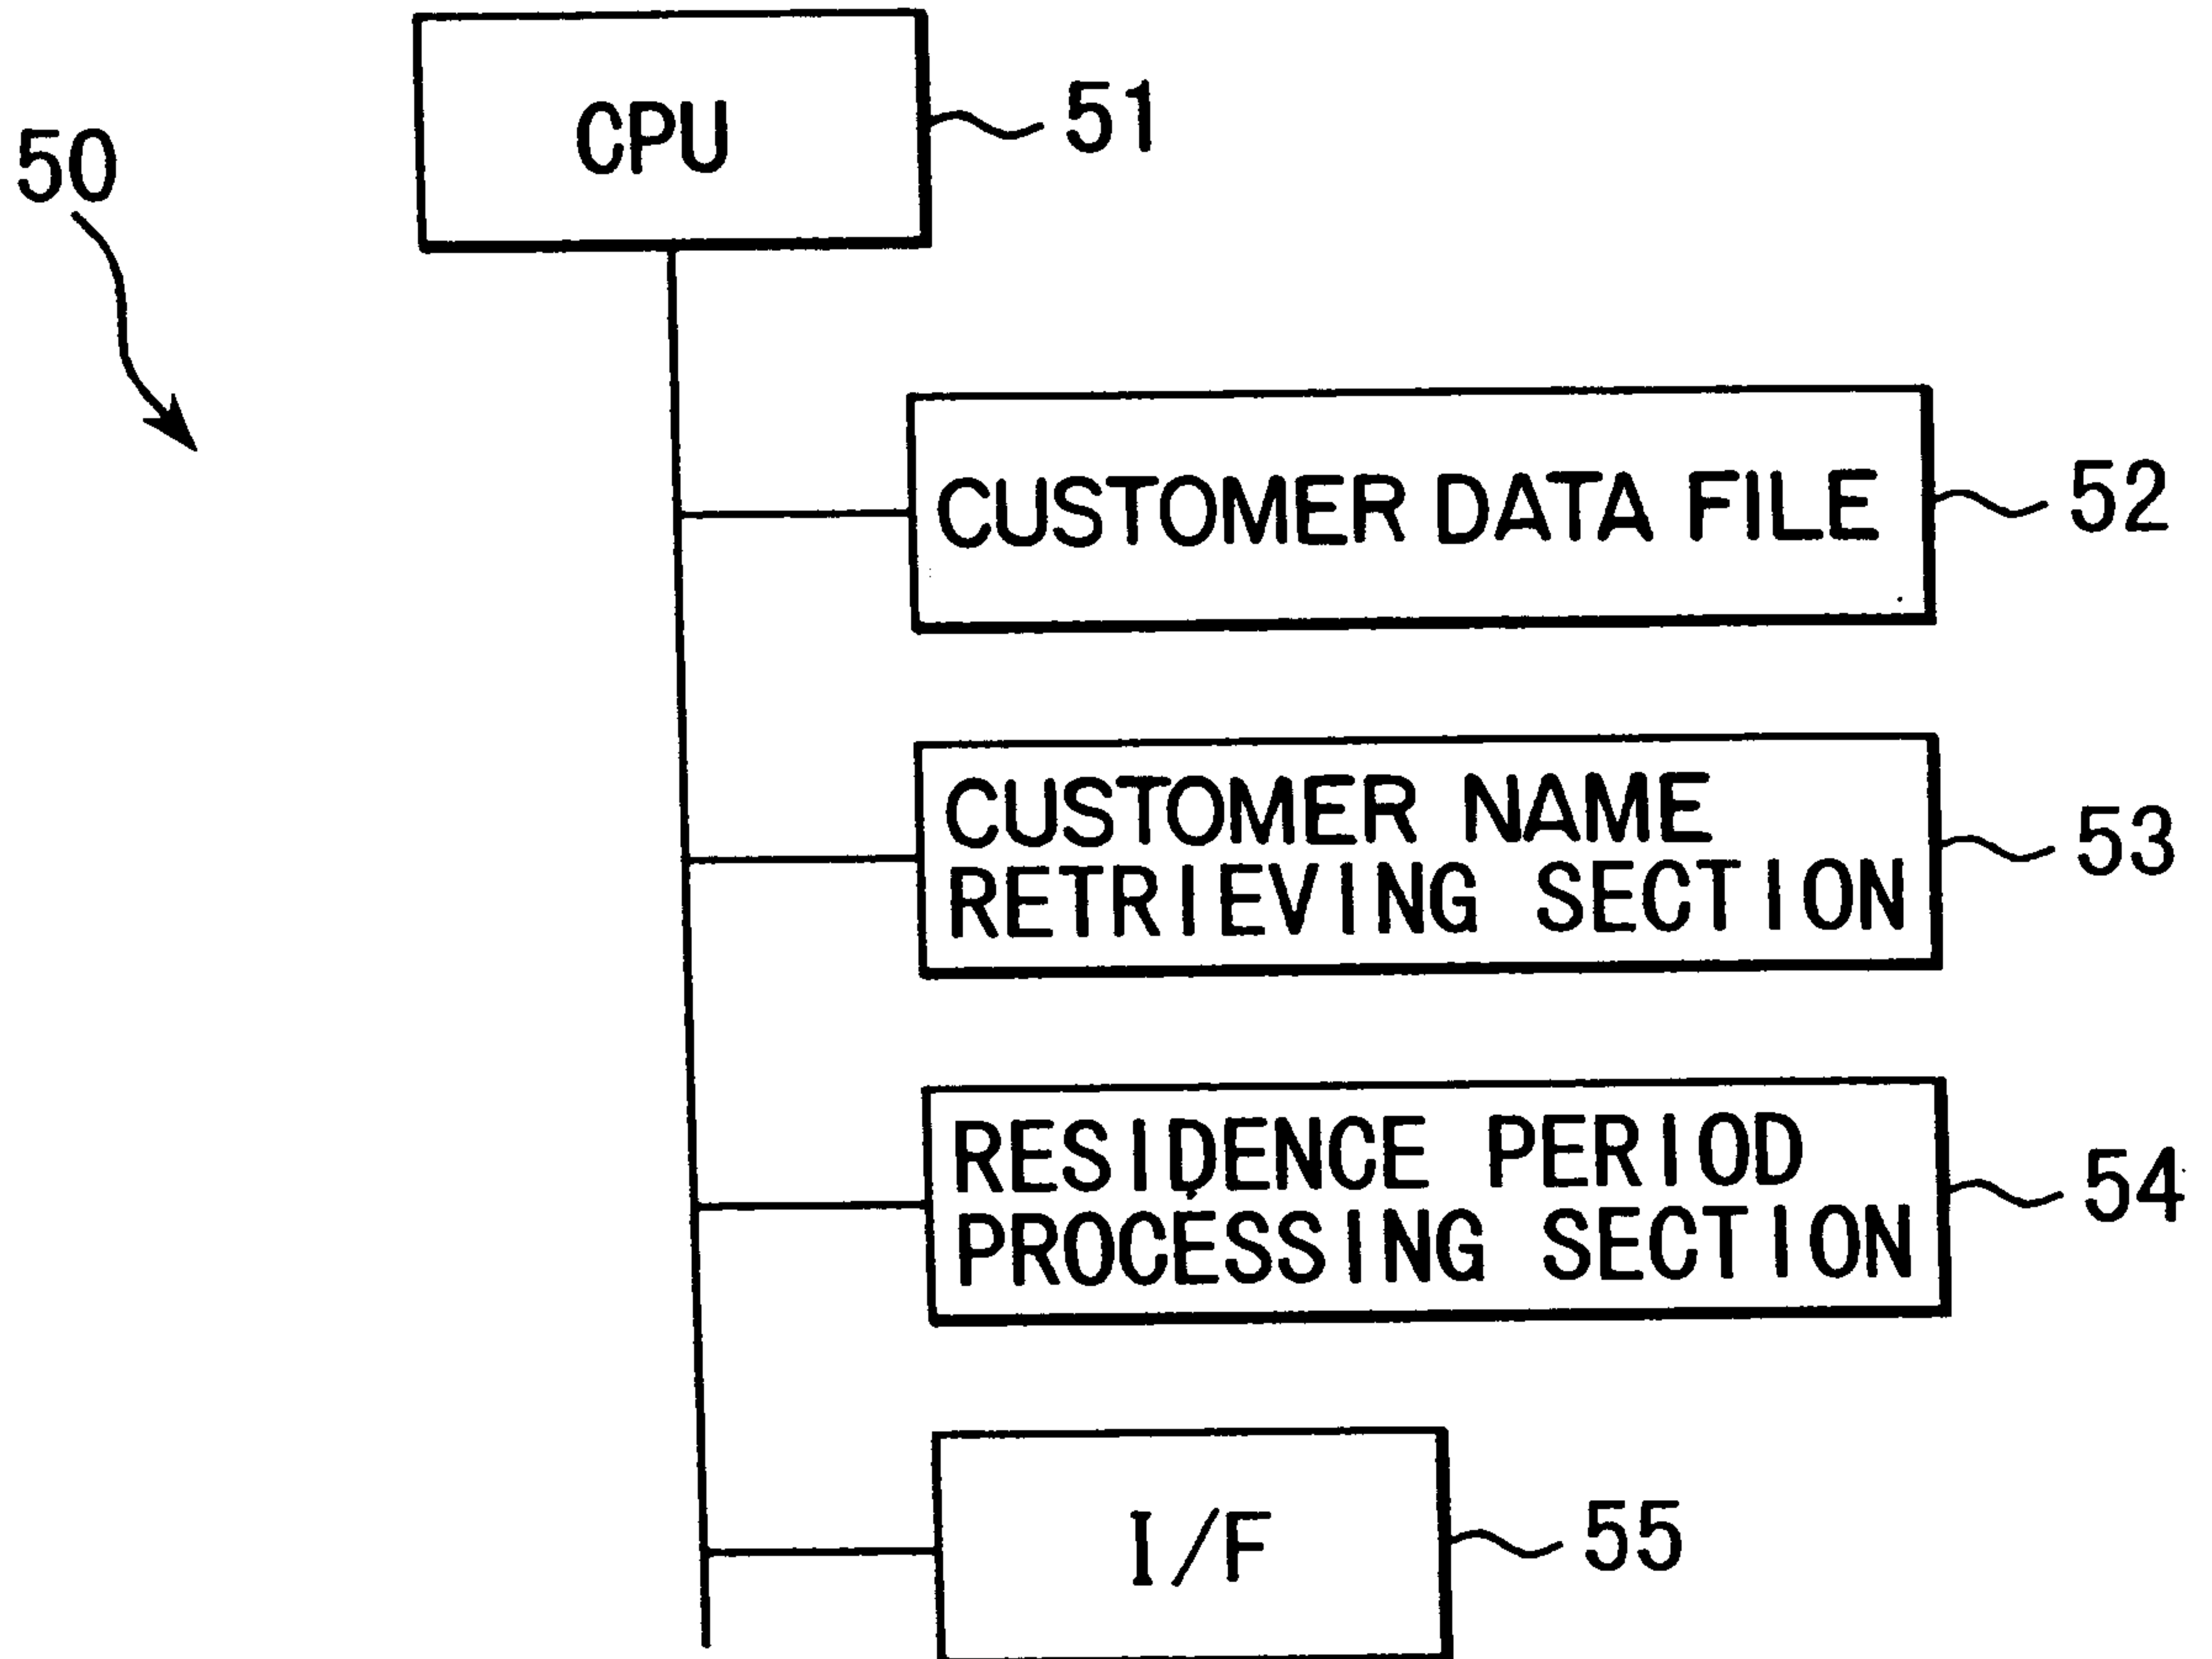 CPU
51
50
CUSTOMER DATA FILE
52
CUSTOMER NAME
RETRIEVING SECTION
53
RESIDENCE PERIOD
PROCESSING SECTION
54
I/F
55